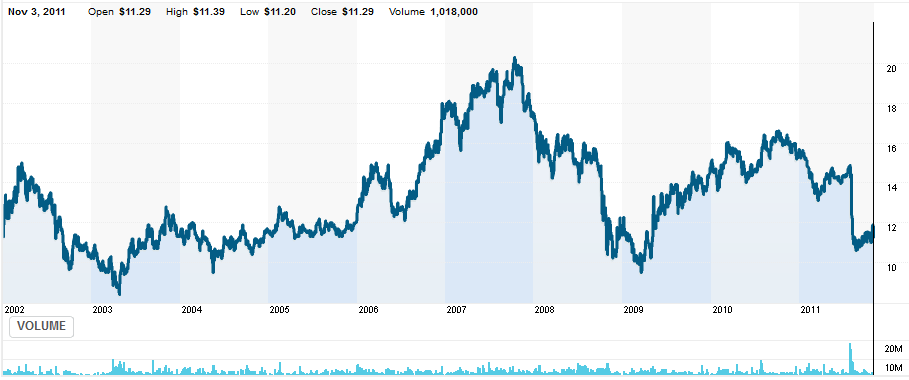 Nov 3, 2011 Open $11.29 High $11.39 Low $11.20 Close $11.29 Volume 1,018,000
20
18
16
14
12
10
2002 2003 2004 2005 2006 2007 2008 2009 2010 2011
VOLUME
20M
10M